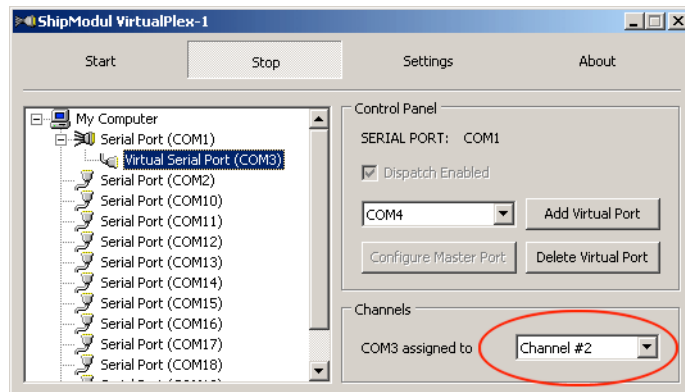 ShipModul VirtualPlex-1
Start Stop Settings About
My Computer
Serial Port (COM1)
Virtual Serial Port (COM3)
Serial Port (COM2)
Serial Port (COM10)
Serial Port (COM11)
Serial Port (COM12)
Serial Port (COM13)
Serial Port (COM14)
Serial Port (COM15)
Serial Port (COM16)
Serial Port (COM17)
Serial Port (COM18)
Control Panel
SERIAL PORT: COM1
Dispatch Enabled
COM4 Add Virtual Port
Configure Master Port Delete Virtual Port
Channels
COM3 assigned to Channel #2